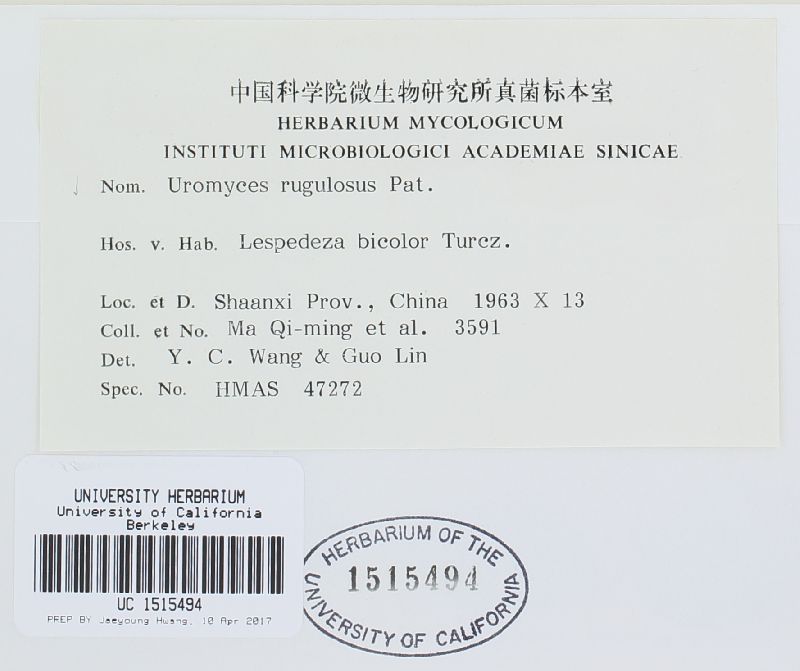 中国科学院微生物研究所真菌标本室
HERBARIUM MYCOLOGICUM
INSTITUTI MICROBIOLOGICI ACADEMIAE SINICAE
Nom. Uromyces rugulosus Pat.
Hos. v. Hab. Lespedeza bicolor Turcz.
Loc. et D. Shaanxi Prov., China 1963 X 13
Coll. et No. Ma Qi-ming et al. 3591
Det. Y. C. Wang & Guo Lin
Spec. No. HMAS 47272
UNIVERSITY HERBARIUM
University of California
Berkeley
UC 1515494
PREP BY Jaeyoung Hwang, 10 Apr 2017
HERBARIUM OF THE
1515494
UNIVERSITY OF CALIFORNIA